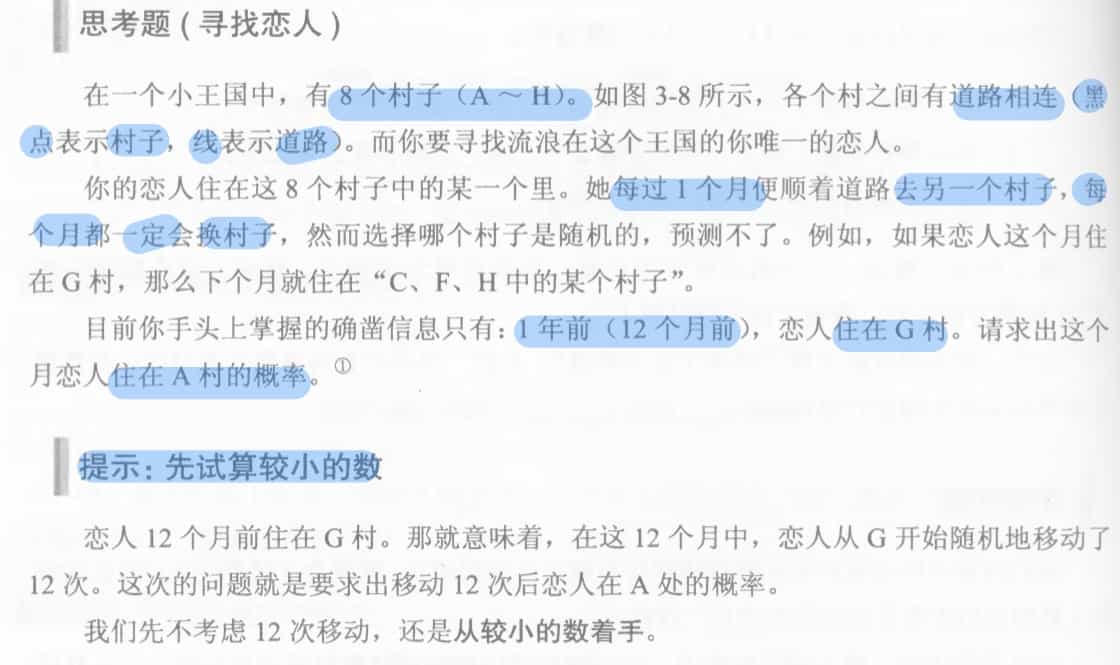 思考题(寻找恋人)
在一个小王国中，有 8 个村子（A ～ H）。如图 3-8 所示，各个村之间有道路相连（黑
点表示村子，线表示道路）。而你要寻找流浪在这个王国的你唯一的恋人。
你的恋人住在这 8 个村子中的某一个里。她每过 1 个月便顺着道路去另一个村子，每
个月都一定会换村子，然而选择哪个村子是随机的，预测不了。例如，如果恋人这个月住
在 G 村，那么下个月就住在“C、F、H 中的某个村子”。
目前你手头上掌握的确凿信息只有：1 年前（12 个月前），恋人住在 G 村。请求出这个
月恋人住在 A 村的概率。①
提示：先试算较小的数
恋人 12 个月前住在 G 村。那就意味着，在这 12 个月中，恋人从 G 开始随机地移动了
12 次。这次的问题就是要求出移动 12 次后恋人在 A 处的概率。
我们先不考虑 12 次移动，还是从较小的数着手。